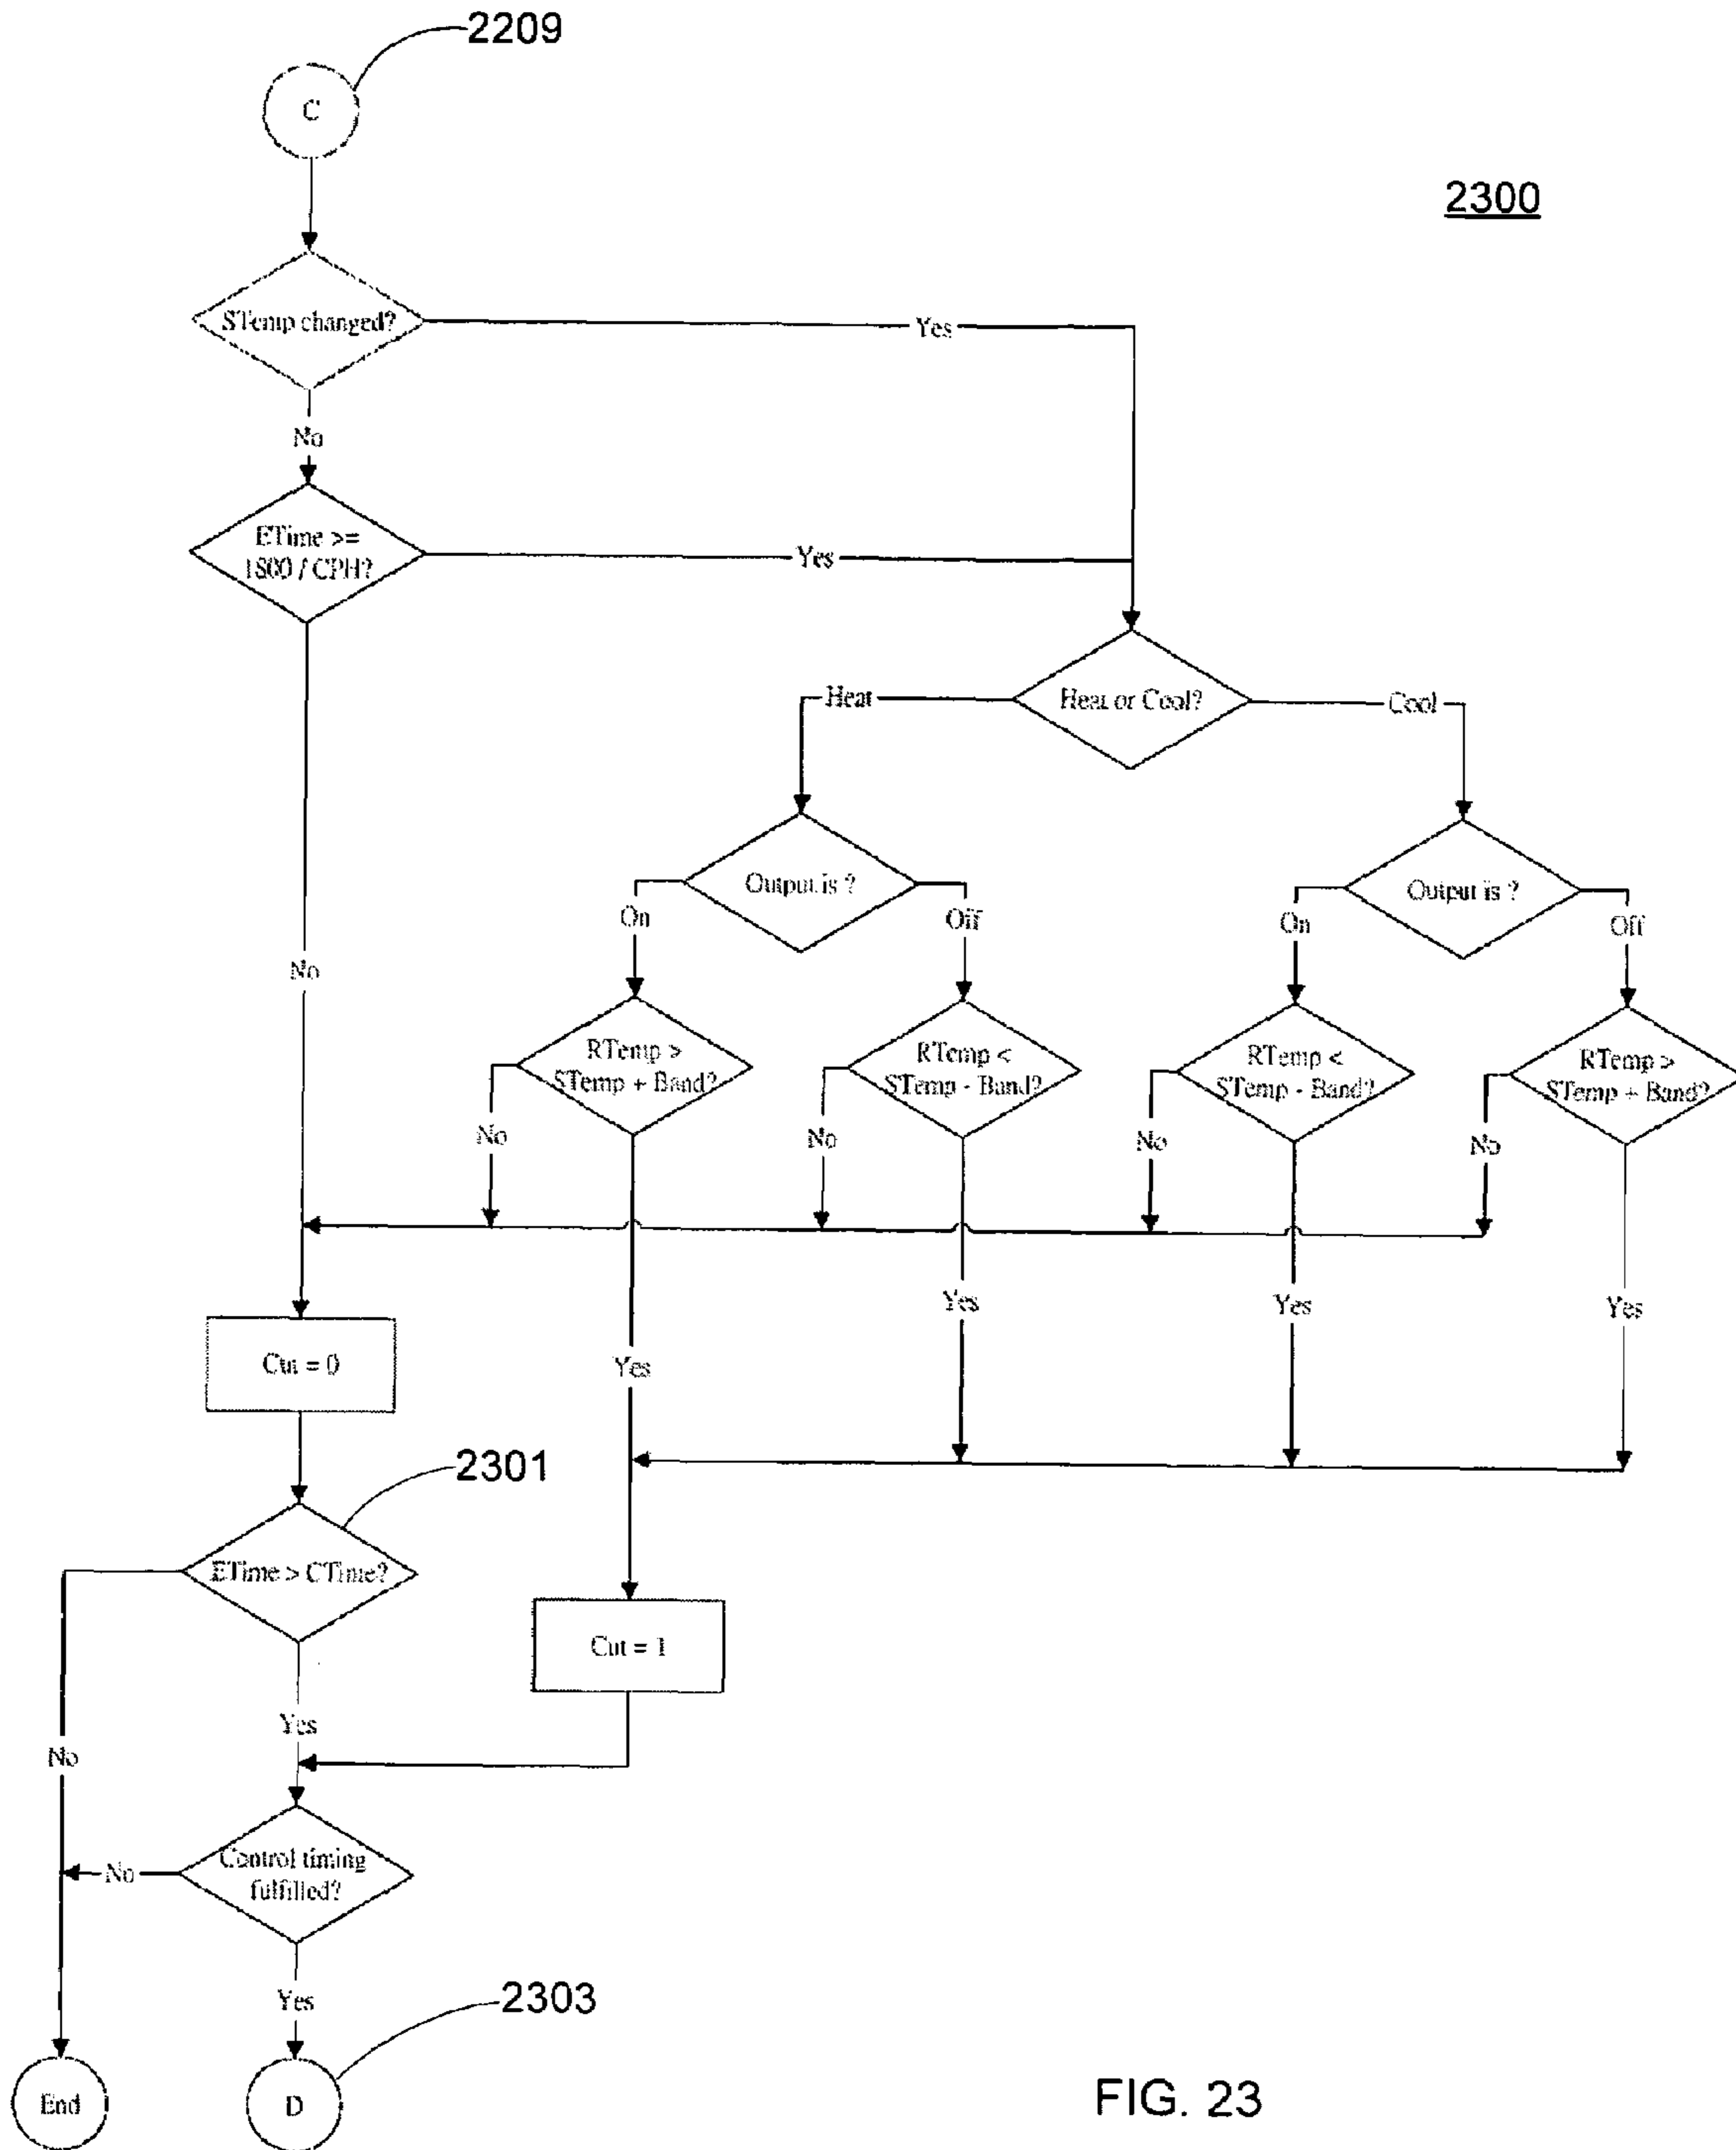 2209
C
2300
STemp changed?
Yes
No
ETime >=
1800 / CPH?
Yes
Heat or Cool?
Heat
Cool
Output is ?
Output is ?
On
Off
On
Off
No
RTemp >
STemp + Band?
RTemp <
STemp - Band?
RTemp <
STemp - Band?
RTemp >
STemp + Band?
No
No
No
No
Yes
Yes
Yes
Yes
Cut = 0
2301
ETime > CTime?
Cut = 1
Yes
No
Control timing
fulfilled?
No
Yes
2303
End
D
FIG. 23